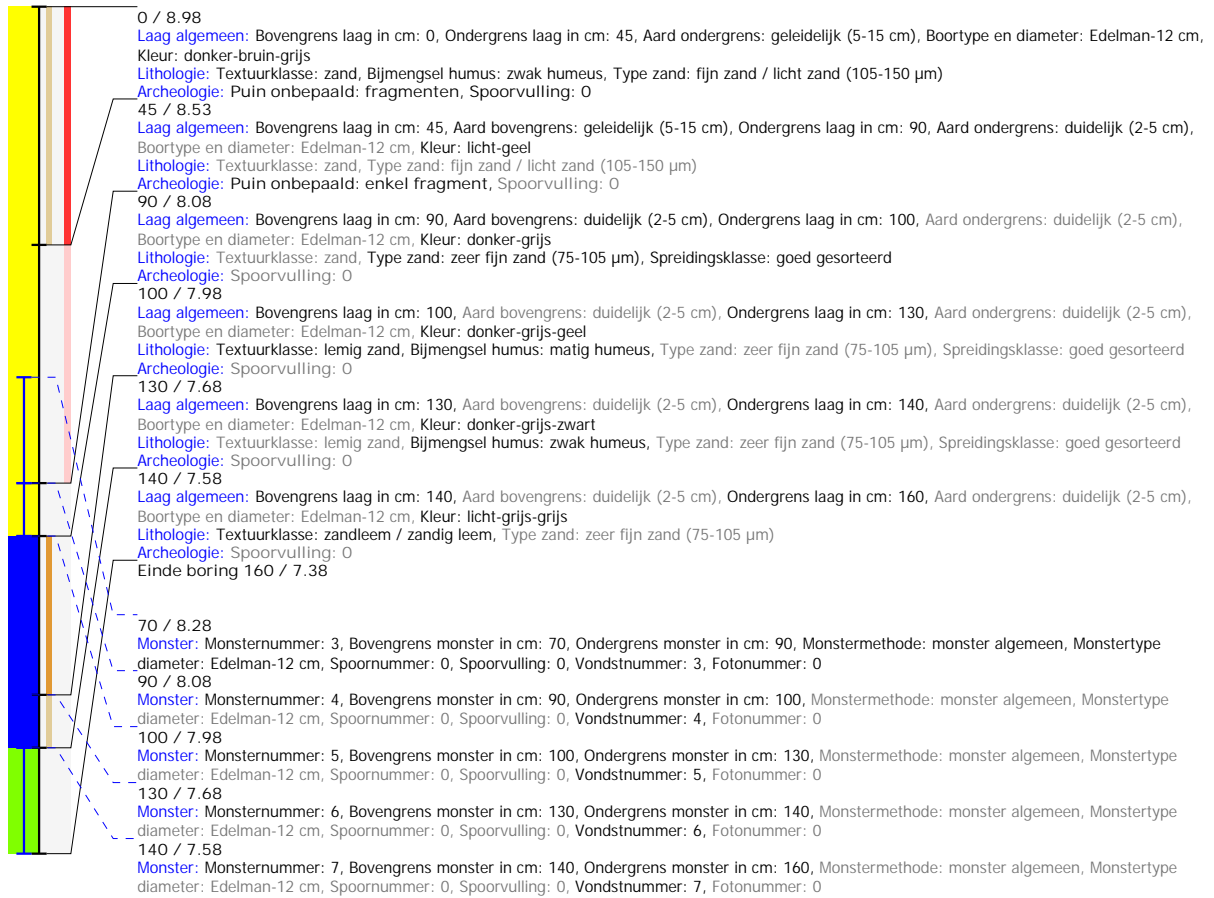 0 / 8.98
Laag algemeen: Bovengrens laag in cm: 0, Ondergrens laag in cm: 45, Aard ondergrens: geleidelijk (5-15 cm), Boortype en diameter: Edelman-12 cm,
Kleur: donker-bruin-grijs
Lithologie: Textuurklasse: zand, Bijmengsel humus: zwak humeus, Type zand: fijn zand / licht zand (105-150 µm)
Archeologie: Puin onbepaald: fragmenten, Spoorvulling: 0
45 / 8.53
Laag algemeen: Bovengrens laag in cm: 45, Aard bovengrens: geleidelijk (5-15 cm), Ondergrens laag in cm: 90, Aard ondergrens: duidelijk (2-5 cm),
Boortype en diameter: Edelman-12 cm, Kleur: licht-geel
Lithologie: Textuurklasse: zand, Type zand: fijn zand / licht zand (105-150 µm)
Archeologie: Puin onbepaald: enkel fragment, Spoorvulling: 0
90 / 8.08
Laag algemeen: Bovengrens laag in cm: 90, Aard bovengrens: duidelijk (2-5 cm), Ondergrens laag in cm: 100, Aard ondergrens: duidelijk (2-5 cm),
Boortype en diameter: Edelman-12 cm, Kleur: donker-grijs
Lithologie: Textuurklasse: zand, Type zand: zeer fijn zand (75-105 µm), Spreidingsklasse: goed gesorteerd
Archeologie: Spoorvulling: 0
100 / 7.98
Laag algemeen: Bovengrens laag in cm: 100, Aard bovengrens: duidelijk (2-5 cm), Ondergrens laag in cm: 130, Aard ondergrens: duidelijk (2-5 cm),
Boortype en diameter: Edelman-12 cm, Kleur: donker-grijs-geel
Lithologie: Textuurklasse: lemig zand, Bijmengsel humus: matig humeus, Type zand: zeer fijn zand (75-105 µm), Spreidingsklasse: goed gesorteerd
Archeologie: Spoorvulling: 0
130 / 7.68
Laag algemeen: Bovengrens laag in cm: 130, Aard bovengrens: duidelijk (2-5 cm), Ondergrens laag in cm: 140, Aard ondergrens: duidelijk (2-5 cm),
Boortype en diameter: Edelman-12 cm, Kleur: donker-grijs-zwart
Lithologie: Textuurklasse: lemig zand, Bijmengsel humus: zwak humeus, Type zand: zeer fijn zand (75-105 µm), Spreidingsklasse: goed gesorteerd
Archeologie: Spoorvulling: 0
140 / 7.58
Laag algemeen: Bovengrens laag in cm: 140, Aard bovengrens: duidelijk (2-5 cm), Ondergrens laag in cm: 160, Aard ondergrens: duidelijk (2-5 cm),
Boortype en diameter: Edelman-12 cm, Kleur: licht-grijs-grijs
Lithologie: Textuurklasse: zandleem / zandig leem, Type zand: zeer fijn zand (75-105 µm)
Archeologie: Spoorvulling: 0
Einde boring 160 / 7.38
70 / 8.28
Monster: Monsternummer: 3, Bovengrens monster in cm: 70, Ondergrens monster in cm: 90, Monstermethode: monster algemeen, Monstertype
diameter: Edelman-12 cm, Spoornummer: 0, Spoorvulling: 0, Vondstnummer: 3, Fotonummer: 0
90 / 8.08
Monster: Monsternummer: 4, Bovengrens monster in cm: 90, Ondergrens monster in cm: 100, Monstermethode: monster algemeen, Monstertype
diameter: Edelman-12 cm, Spoornummer: 0, Spoorvulling: 0, Vondstnummer: 4, Fotonummer: 0
100 / 7.98
Monster: Monsternummer: 5, Bovengrens monster in cm: 100, Ondergrens monster in cm: 130, Monstermethode: monster algemeen, Monstertype
diameter: Edelman-12 cm, Spoornummer: 0, Spoorvulling: 0, Vondstnummer: 5, Fotonummer: 0
130 / 7.68
Monster: Monsternummer: 6, Bovengrens monster in cm: 130, Ondergrens monster in cm: 140, Monstermethode: monster algemeen, Monstertype
diameter: Edelman-12 cm, Spoornummer: 0, Spoorvulling: 0, Vondstnummer: 6, Fotonummer: 0
140 / 7.58
Monster: Monsternummer: 7, Bovengrens monster in cm: 140, Ondergrens monster in cm: 160, Monstermethode: monster algemeen, Monstertype
diameter: Edelman-12 cm, Spoornummer: 0, Spoorvulling: 0, Vondstnummer: 7, Fotonummer: 0